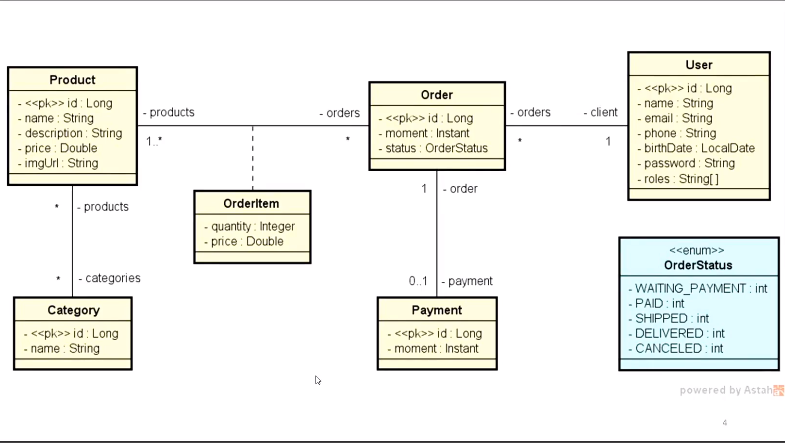 Product
- <<pk>> id : Long
- name : String
- description : String
- price : Double
- imgUrl : String
- products
1..*
- orders
*
Order
- <<pk>> id : Long
- moment : Instant
- status : OrderStatus
- orders
*
- client
1
User
- <<pk>> id : Long
- name : String
- email : String
- phone : String
- birthDate : LocalDate
- password : String
- roles : String[ ]
OrderItem
- quantity : Integer
- price : Double
* - products
* - categories
1 - order
0..1 - payment
Category
- <<pk>> id : Long
- name : String
Payment
- <<pk>> id : Long
- moment : Instant
<<enum>>
OrderStatus
- WAITING_PAYMENT : int
- PAID : int
- SHIPPED : int
- DELIVERED : int
- CANCELED : int
powered by Astah
4